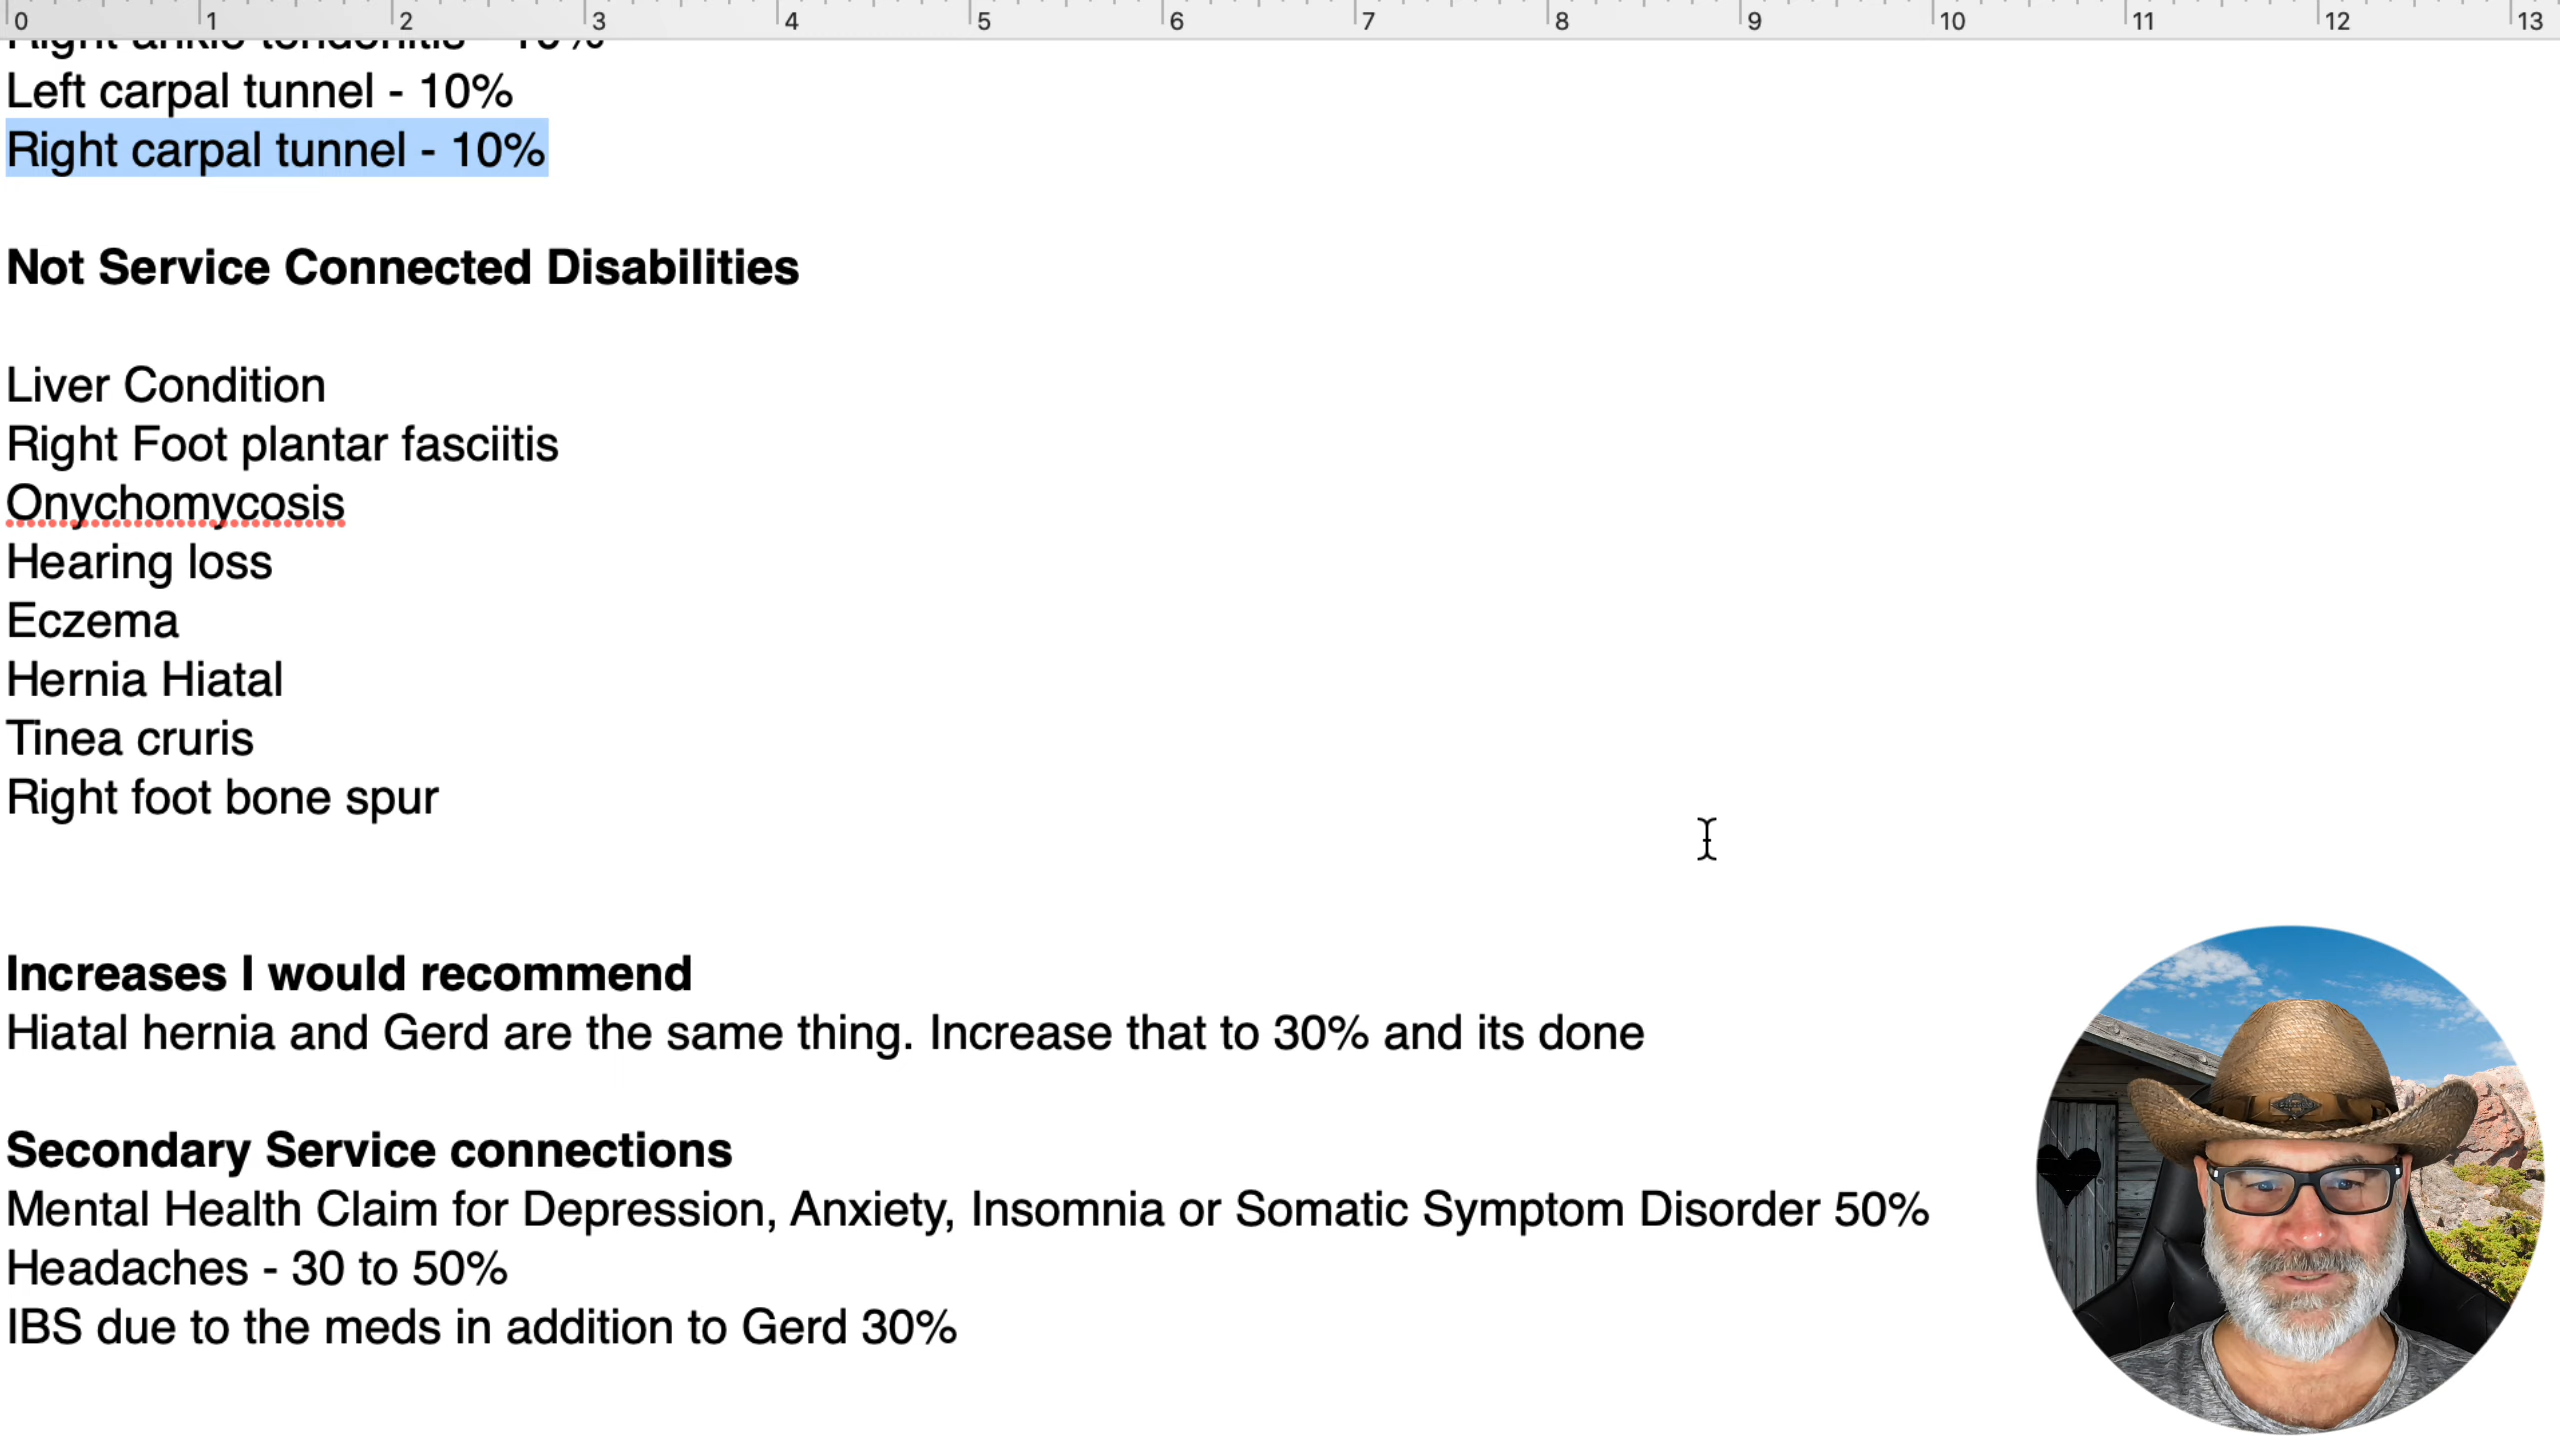 0 1 2 3 4 5 6 7 8 9 10 11 12 13
Right ankle tendonitis - 10%
Left carpal tunnel - 10%
Right carpal tunnel - 10%
Not Service Connected Disabilities
Liver Condition
Right Foot plantar fasciitis
Onychomycosis
Hearing loss
Eczema
Hernia Hiatal
Tinea cruris
Right foot bone spur
Increases I would recommend
Hiatal hernia and Gerd are the same thing. Increase that to 30% and its done
Secondary Service connections
Mental Health Claim for Depression, Anxiety, Insomnia or Somatic Symptom Disorder 50%
Headaches - 30 to 50%
IBS due to the meds in addition to Gerd 30%